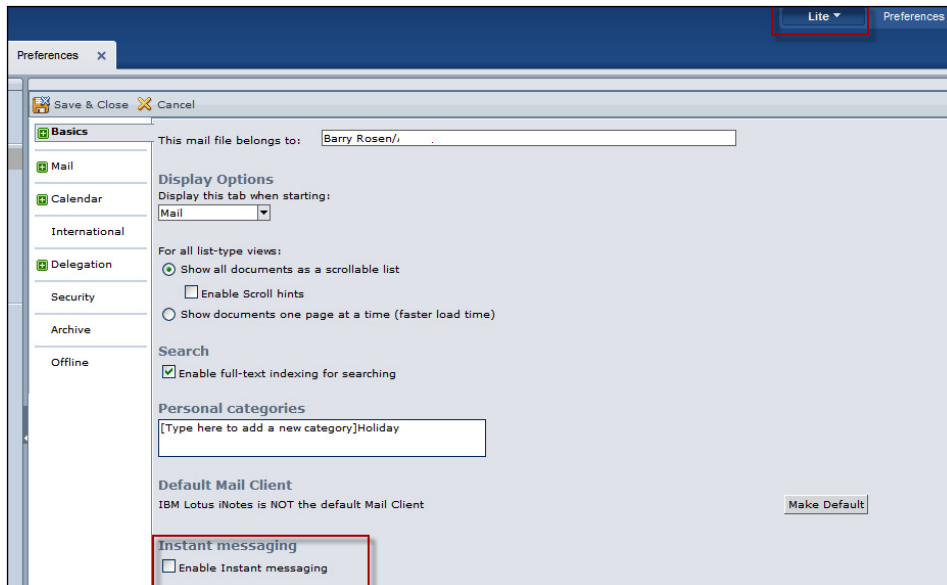 Lite Preferences
Preferences X
Save & Close Cancel
Basics
Mail
Calendar
International
Delegation
Security
Archive
Offline
This mail file belongs to: Barry Rosen/
Display Options
Display this tab when starting:
Mail
For all list-type views:
Show all documents as a scrollable list
Enable Scroll hints
Show documents one page at a time (faster load time)
Search
Enable full-text indexing for searching
Personal categories
[Type here to add a new category]Holiday
Default Mail Client
IBM Lotus iNotes is NOT the default Mail Client Make Default
Instant messaging
Enable Instant messaging